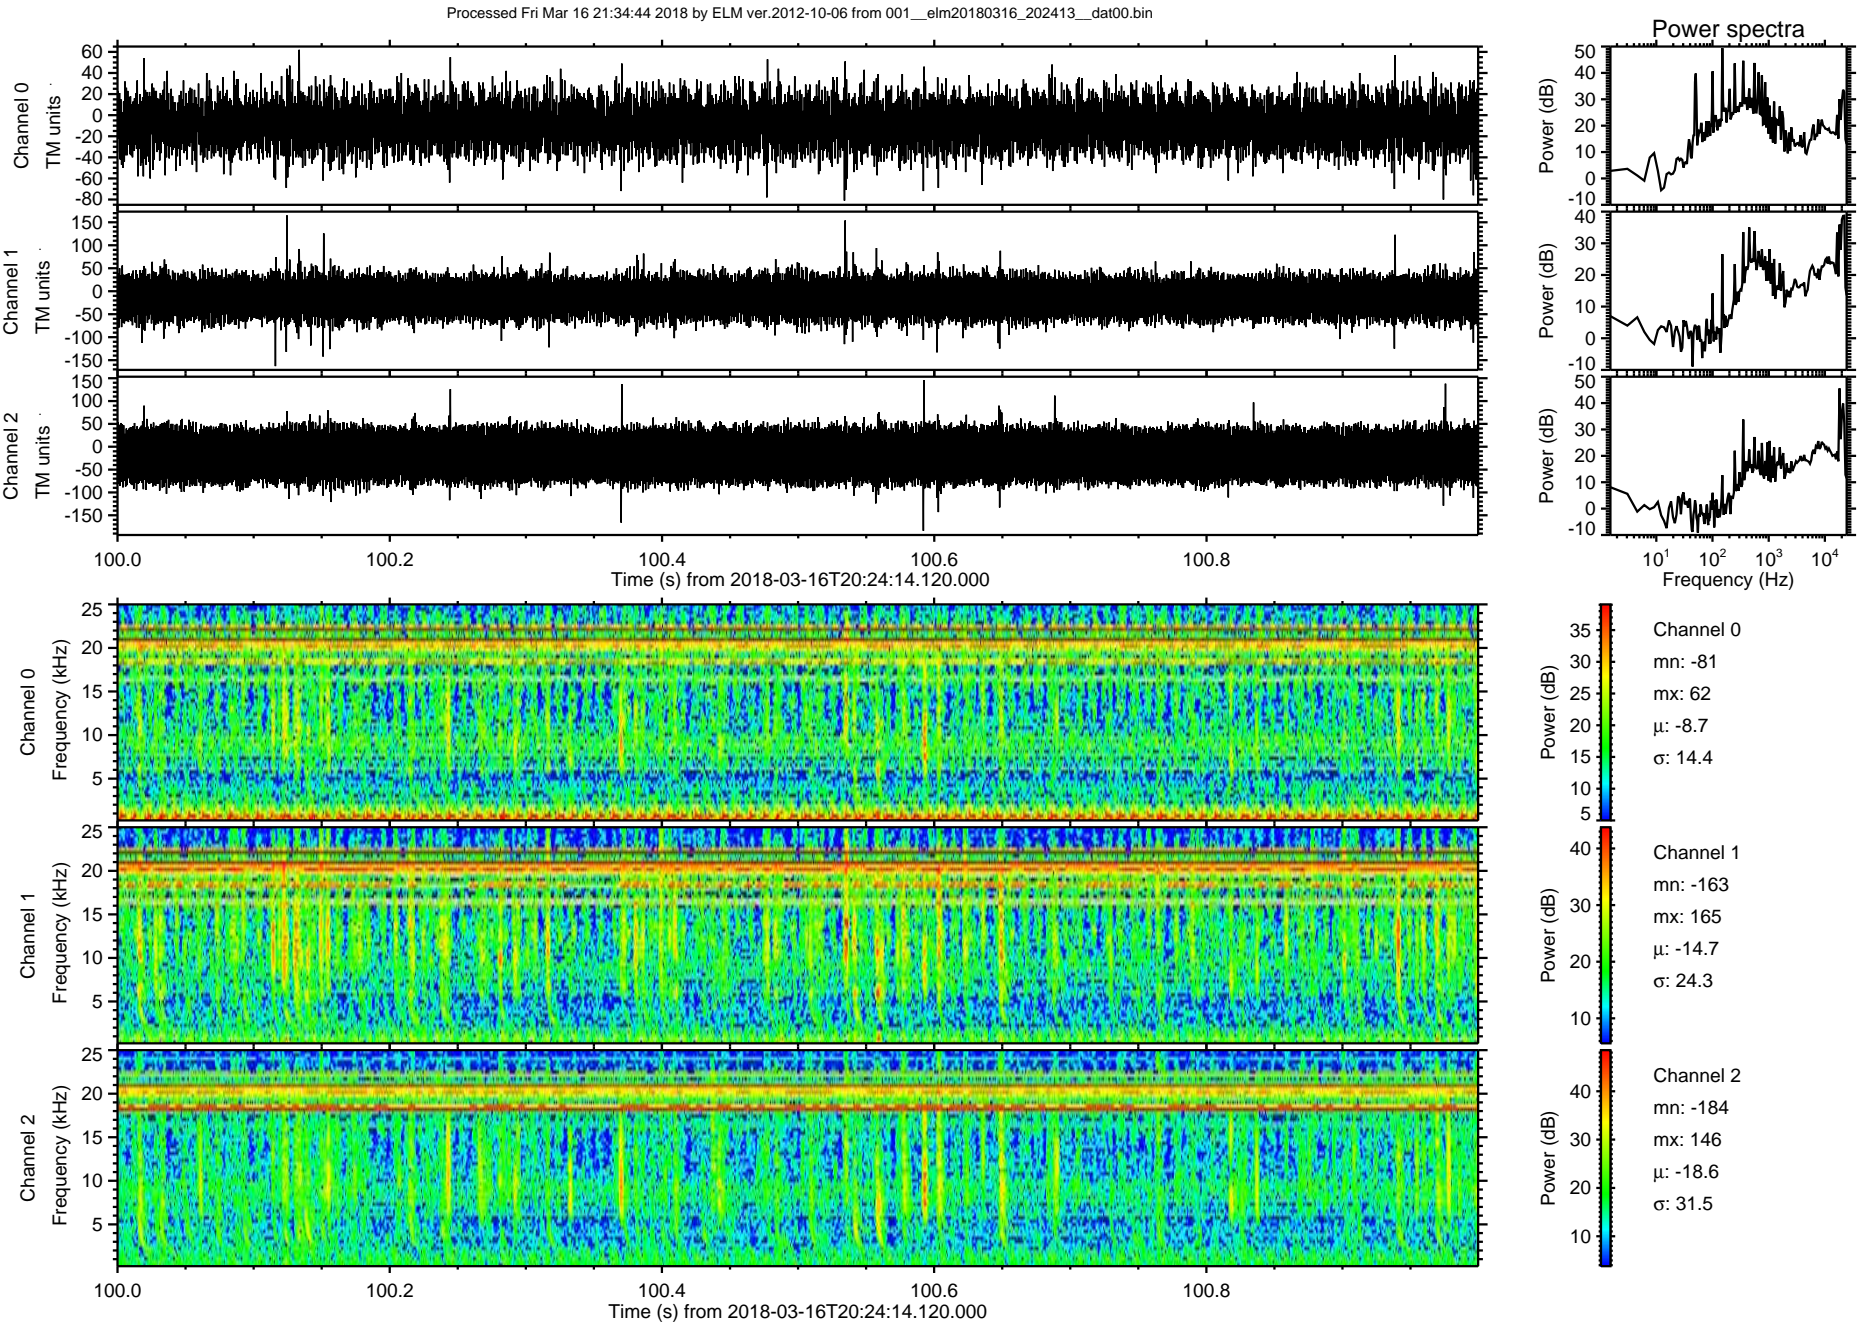 Processed Fri Mar 16 21:34:44 2018 by ELM ver.2012-10-06 from 001__elm20180316_202413__dat00.bin
Power spectra
Channel 0
TM units
60
40
20
0
-20
-40
-60
-80
Power (dB)
50
40
30
20
10
0
-10
Channel 1
TM units
150
100
50
0
-50
-100
-150
Power (dB)
40
30
20
10
0
-10
Channel 2
TM units
150
100
50
0
-50
-100
-150
Power (dB)
50
40
30
20
10
0
-10
100.0 100.2 100.4 100.6 100.8
Time (s) from 2018-03-16T20:24:14.120.000
10^1 10^2 10^3 10^4
Frequency (Hz)
Channel 0
Frequency (kHz)
25
20
15
10
5
Power (dB)
35
30
25
20
15
10
5
Channel 0
mn: -81
mx: 62
μ: -8.7
σ: 14.4
Channel 1
Frequency (kHz)
25
20
15
10
5
Power (dB)
40
30
20
10
Channel 1
mn: -163
mx: 165
μ: -14.7
σ: 24.3
Channel 2
Frequency (kHz)
25
20
15
10
5
Power (dB)
40
30
20
10
Channel 2
mn: -184
mx: 146
μ: -18.6
σ: 31.5
100.0 100.2 100.4 100.6 100.8
Time (s) from 2018-03-16T20:24:14.120.000